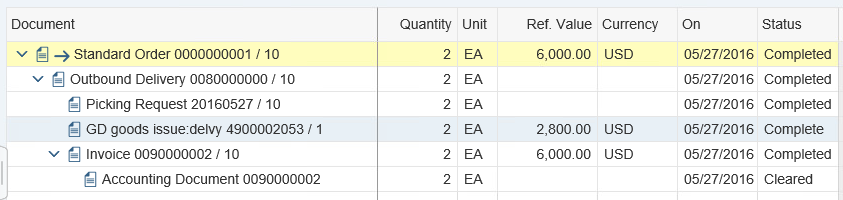 Document Quantity Unit Ref. Value Currency On Status
Standard Order 0000000001 / 10 2 EA 6,000.00 USD 05/27/2016 Completed
Outbound Delivery 0080000000 / 10 2 EA 05/27/2016 Completed
Picking Request 20160527 / 10 2 EA 05/27/2016 Completed
GD goods issue:delvy 4900002053 / 1 2 EA 2,800.00 USD 05/27/2016 Complete
Invoice 0090000002 / 10 2 EA 6,000.00 USD 05/27/2016 Completed
Accounting Document 0090000002 2 EA 05/27/2016 Cleared